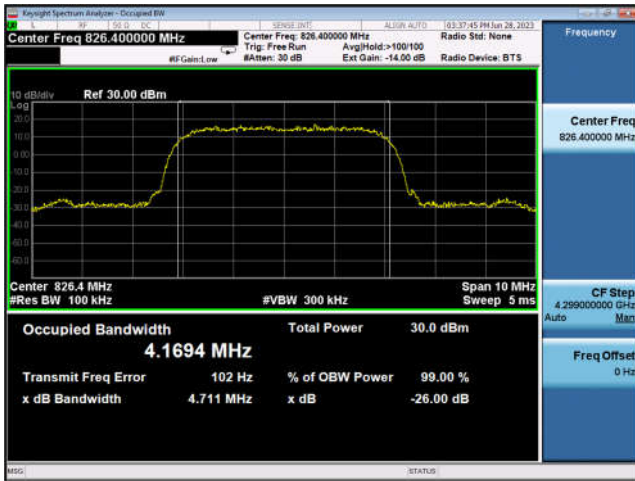 Keysight Spectrum Analyzer - Occupied BW
L RF 50 Ω DC SENSE:INT ALIGN AUTO 03:37:45 PM Jun 28, 2023
Center Freq 826.400000 MHz
Center Freq: 826.400000 MHz
Radio Std: None
Trig: Free Run Avg|Hold:>100/100
#IFGain:Low #Atten: 30 dB Ext Gain: -14.00 dB Radio Device: BTS
10 dB/div Ref 30.00 dBm
Log
20.0
10.0
0.00
-10.0
-20.0
-30.0
-40.0
-50.0
-60.0
Center 826.4 MHz Span 10 MHz
#Res BW 100 kHz #VBW 300 kHz Sweep 5 ms
Occupied Bandwidth Total Power 30.0 dBm
4.1694 MHz
Transmit Freq Error 102 Hz % of OBW Power 99.00 %
x dB Bandwidth 4.711 MHz x dB -26.00 dB
Frequency
Center Freq
826.400000 MHz
CF Step
4.299000000 GHz
Auto Man
Freq Offset
0 Hz
MSG STATUS